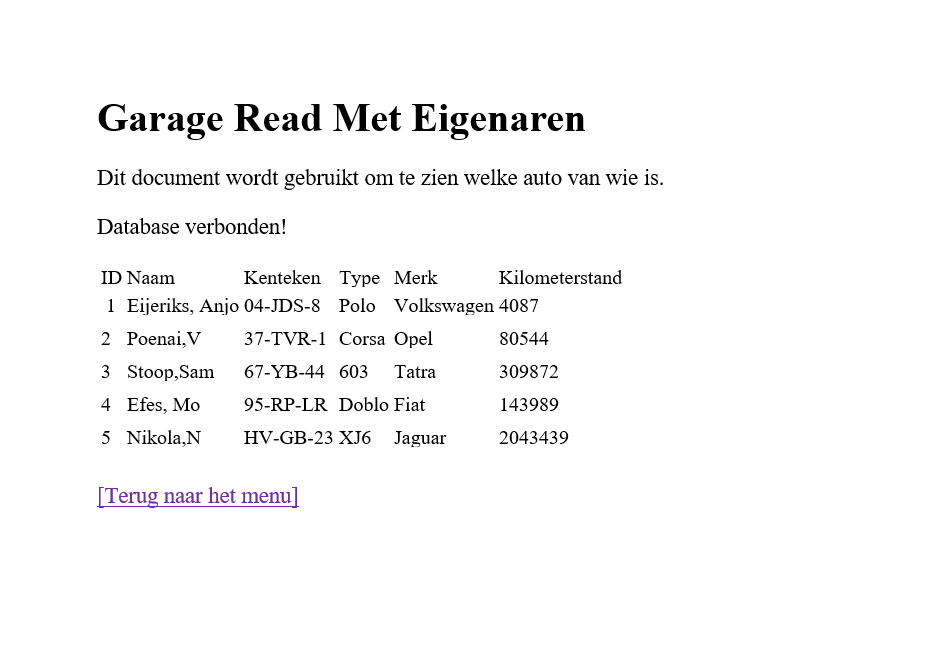 Garage Read Met Eigenaren
Dit document wordt gebruikt om te zien welke auto van wie is.
Database verbonden!
ID Naam Kenteken Type Merk Kilometerstand
1 Eijeriks, Anjo 04-JDS-8 Polo Volkswagen 4087
2 Poenai,V 37-TVR-1 Corsa Opel 80544
3 Stoop,Sam 67-YB-44 603 Tatra 309872
4 Efes, Mo 95-RP-LR Doblo Fiat 143989
5 Nikola,N HV-GB-23 XJ6 Jaguar 2043439
[Terug naar het menu]